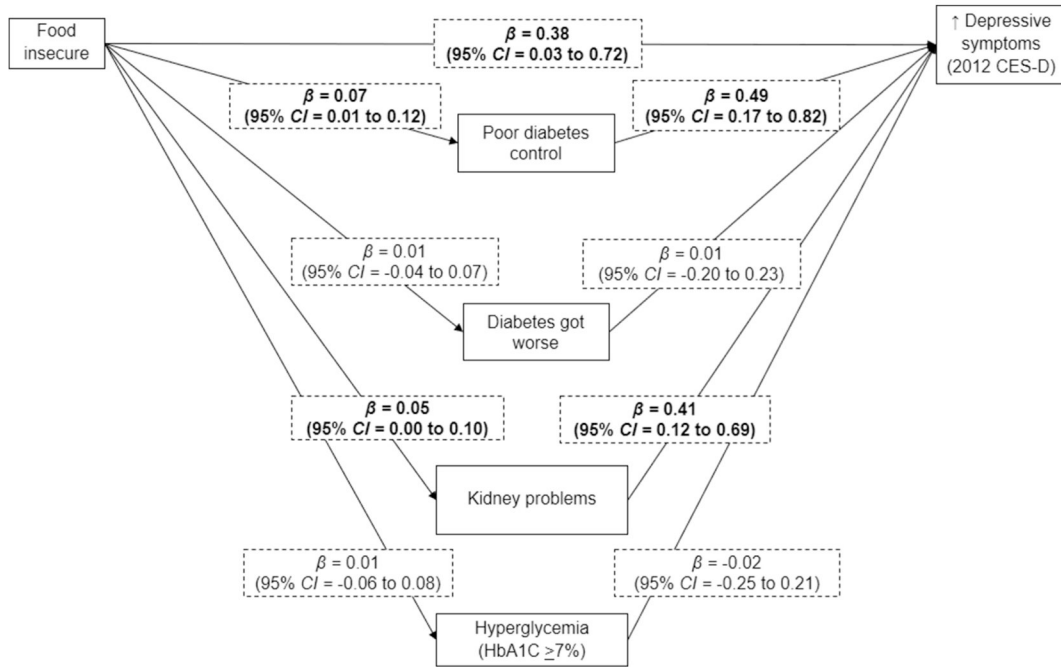 Food
insecure
β = 0.38
(95% CI = 0.03 to 0.72)
↑ Depressive
symptoms
(2012 CES-D)
β = 0.07
(95% CI = 0.01 to 0.12)
β = 0.49
(95% CI = 0.17 to 0.82)
Poor diabetes
control
β = 0.01
(95% CI = -0.04 to 0.07)
β = 0.01
(95% CI = -0.20 to 0.23)
Diabetes got
worse
β = 0.05
(95% CI = 0.00 to 0.10)
β = 0.41
(95% CI = 0.12 to 0.69)
Kidney problems
β = 0.01
(95% CI = -0.06 to 0.08)
β = -0.02
(95% CI = -0.25 to 0.21)
Hyperglycemia
(HbA1C ≥7%)